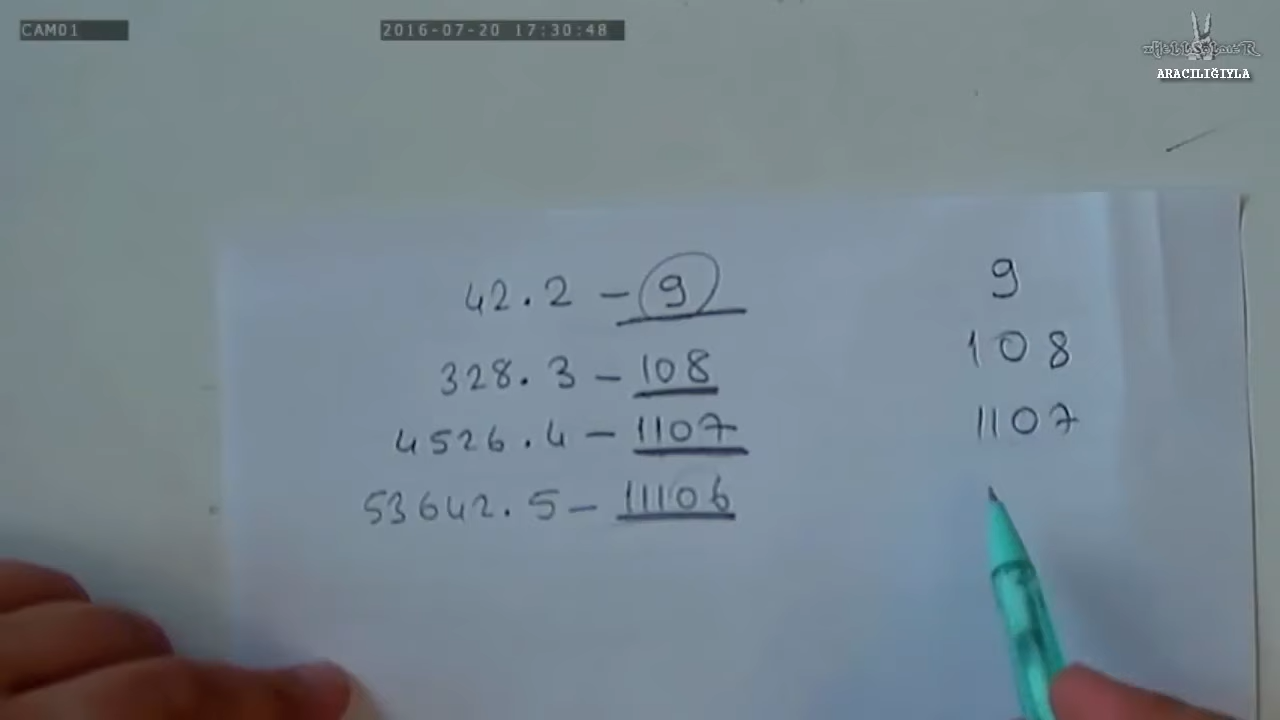 CAM01
2016-07-20 17:30:48
ARACILIĞIYLA
42.2 - 9
328.3 - 108
4526.4 - 1107
53642.5 - 11106
9
108
1107